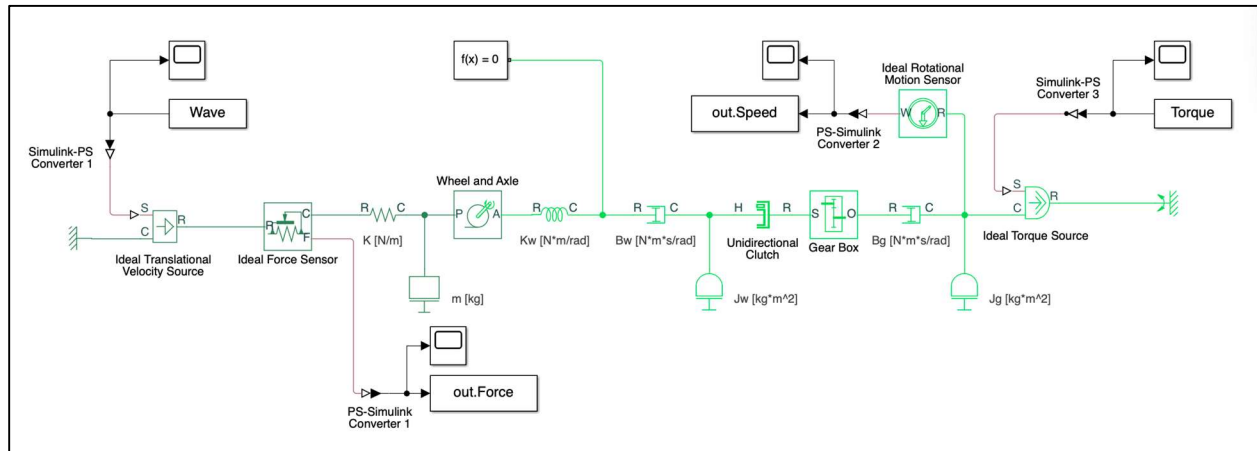 f(x) = 0
Ideal Rotational
Motion Sensor
Simulink-PS
Converter 3
Wave
out.Speed
W
R
PS-Simulink
Converter 2
Torque
Simulink-PS
Converter 1
Wheel and Axle
S
R
C
R
C
F
R
C
P
A
R
C
R
C
H
R
S
O
R
C
S
C
R
Ideal Translational
Velocity Source
Ideal Force Sensor
K [N/m]
Kw [N*m/rad]
Bw [N*m*s/rad]
Unidirectional
Clutch
Gear Box
Bg [N*m*s/rad]
Ideal Torque Source
m [kg]
Jw [kg*m^2]
Jg [kg*m^2]
out.Force
PS-Simulink
Converter 1